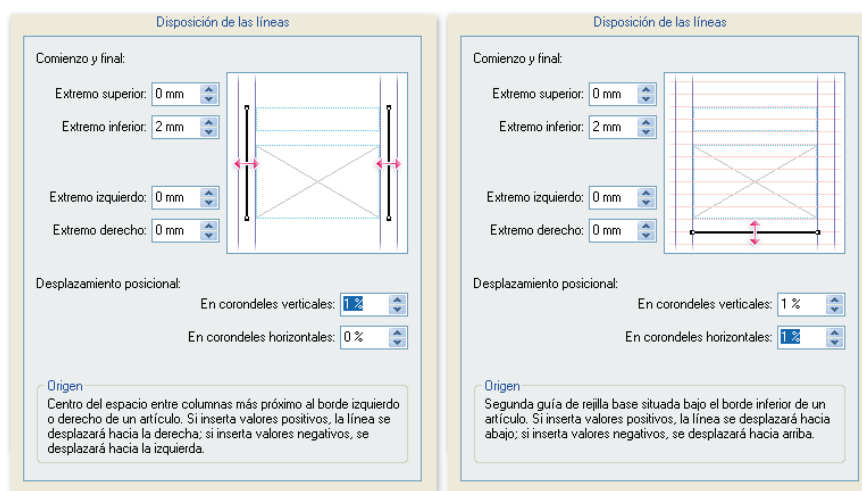 Disposición de las líneas
Comienzo y final:
Extremo superior: 0 mm
Extremo inferior: 2 mm
Extremo izquierdo: 0 mm
Extremo derecho: 0 mm
Desplazamiento posicional:
En corondeles verticales: 1 %
En corondeles horizontales: 0 %
Origen
Centro del espacio entre columnas más próximo al borde izquierdo
o derecho de un artículo. Si inserta valores positivos, la línea se
desplazará hacia la derecha; si inserta valores negativos, se
desplazará hacia la izquierda.
Disposición de las líneas
Comienzo y final:
Extremo superior: 0 mm
Extremo inferior: 2 mm
Extremo izquierdo: 0 mm
Extremo derecho: 0 mm
Desplazamiento posicional:
En corondeles verticales: 1 %
En corondeles horizontales: 1 %
Origen
Segunda guía de rejilla base situada bajo el borde inferior de un
artículo. Si inserta valores positivos, la línea se desplazará hacia
abajo; si inserta valores negativos, se desplazará hacia arriba.